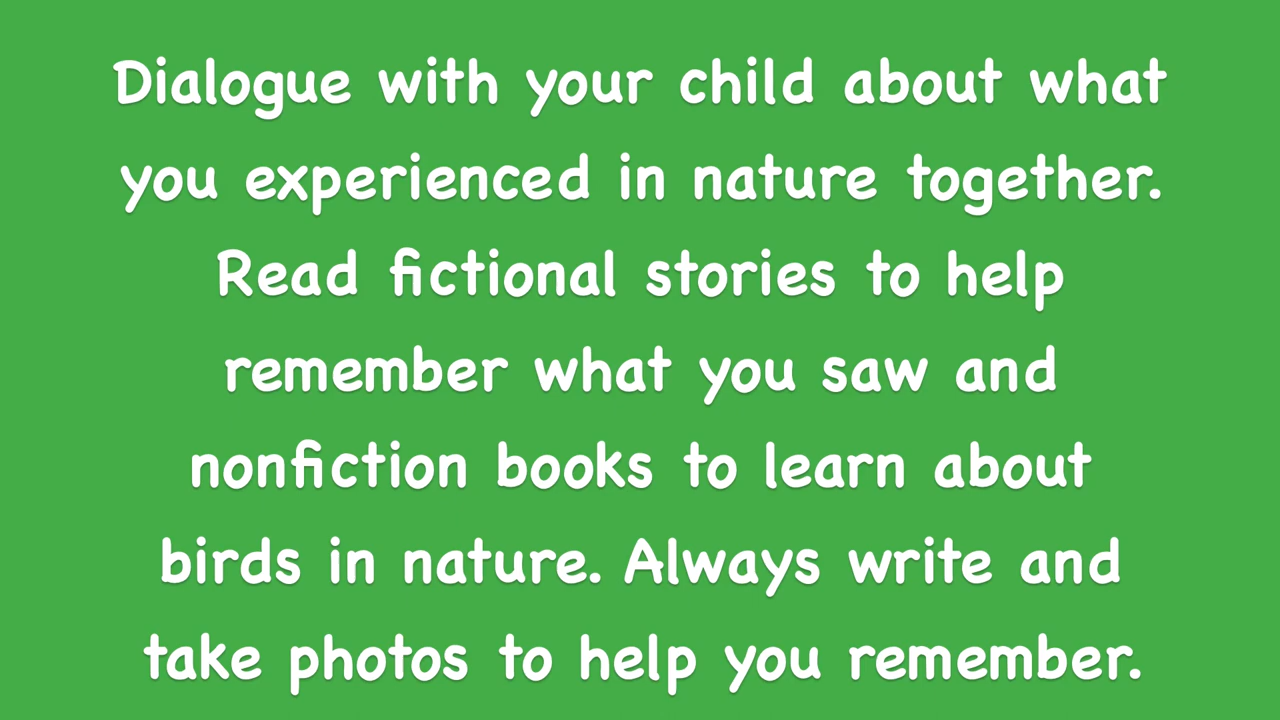 Dialogue with your child about what
you experienced in nature together.
Read fictional stories to help
remember what you saw and
nonfiction books to learn about
birds in nature. Always write and
take photos to help you remember.